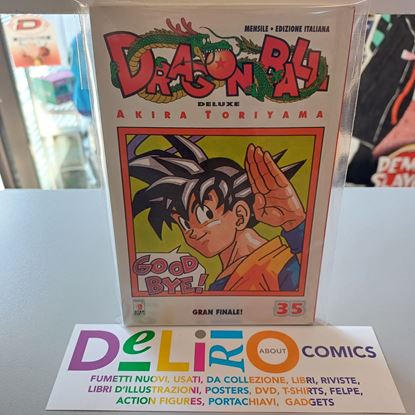 MENSILE • EDIZIONE ITALIANA
DRAGON BALL
DELUXE
AKIRA TORIYAMA
GOOD BYE!
GRAN FINALE!
35
DELIRIO ABOUT COMICS
FUMETTI NUOVI, USATI, DA COLLEZIONE, LIBRI, RIVISTE,
LIBRI D'ILLUSTRAZIONI, POSTERS, DVD, T-SHIRTS, FELPE,
ACTION FIGURES, PORTACHIAVI, GADGETS